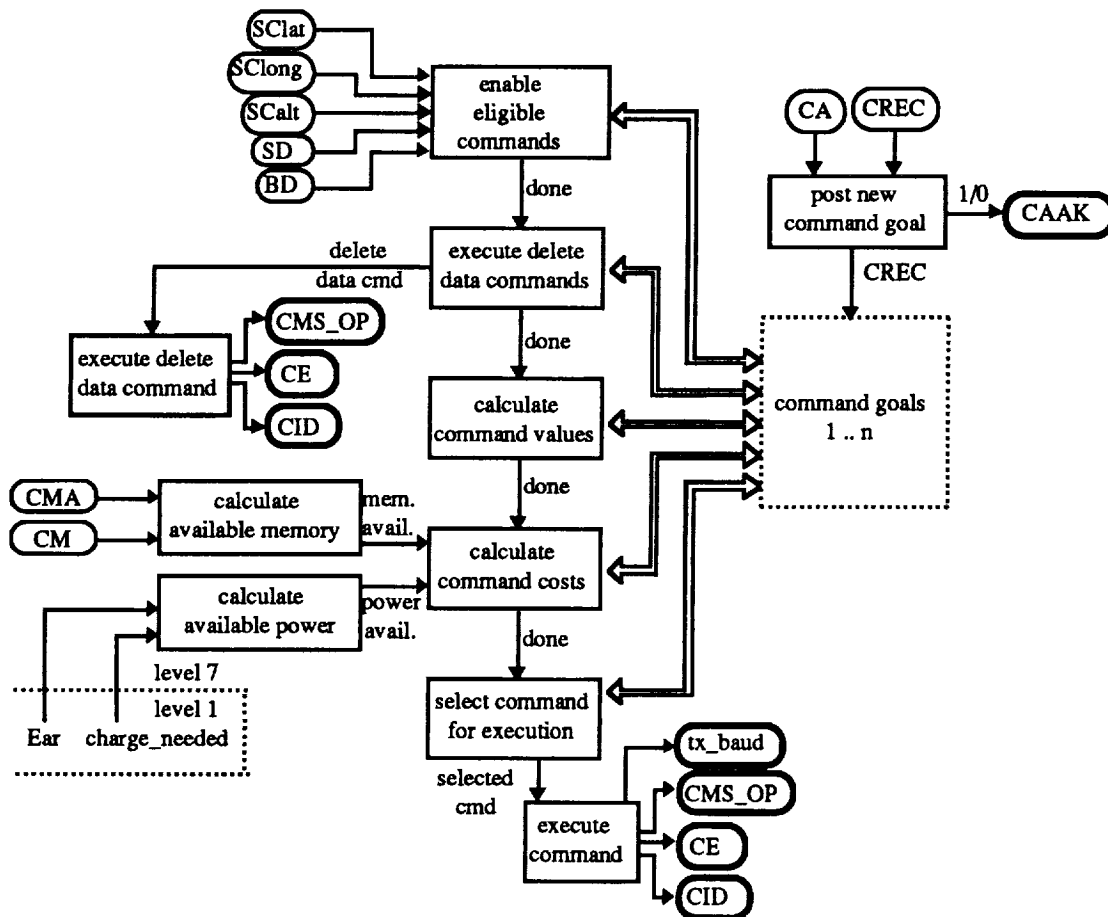 SClat
SClong
SCalt
SD
BD
enable
eligible
commands
done
CA
CREC
post new
command goal
1/0
CAAK
CREC
delete
data cmd
execute delete
data commands
done
execute delete
data command
CMS_OP
CE
CID
calculate
command values
done
command goals
1 .. n
CMA
CM
calculate
available memory
mem.
avail.
calculate
command costs
done
calculate
available power
power
avail.
level 7
level 1
Ear
charge_needed
select command
for execution
selected
cmd
execute
command
tx_baud
CMS_OP
CE
CID